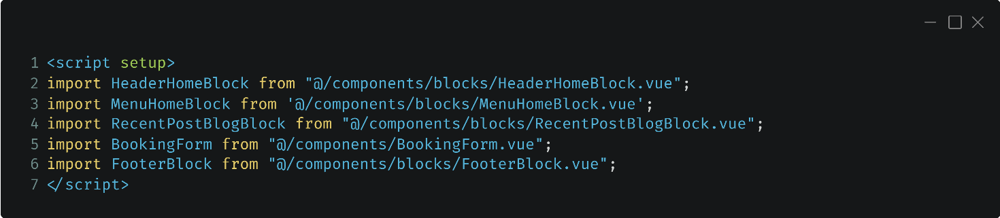 1 <script setup>
2 import HeaderHomeBlock from "@/components/blocks/HeaderHomeBlock.vue";
3 import MenuHomeBlock from '@/components/blocks/MenuHomeBlock.vue';
4 import RecentPostBlogBlock from "@/components/blocks/RecentPostBlogBlock.vue";
5 import BookingForm from "@/components/BookingForm.vue";
6 import FooterBlock from "@/components/blocks/FooterBlock.vue";
7 </script>